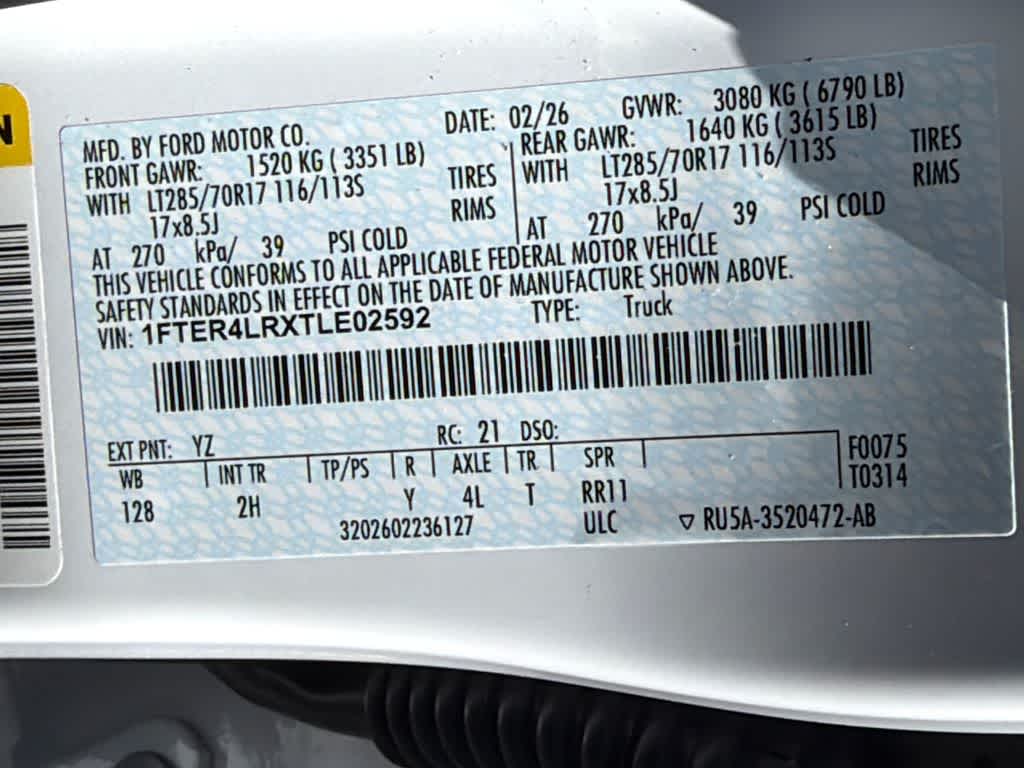 N
MFD. BY FORD MOTOR CO. DATE: 02/26 GVWR: 3080 KG ( 6790 LB)
FRONT GAWR: 1520 KG ( 3351 LB)
WITH LT285/70R17 116/113S TIRES
17x8.5J RIMS
AT 270 kPa/ 39 PSI COLD
REAR GAWR: 1640 KG ( 3615 LB)
WITH LT285/70R17 116/113S TIRES
17x8.5J RIMS
AT 270 kPa/ 39 PSI COLD
THIS VEHICLE CONFORMS TO ALL APPLICABLE FEDERAL MOTOR VEHICLE
SAFETY STANDARDS IN EFFECT ON THE DATE OF MANUFACTURE SHOWN ABOVE.
VIN: 1FTER4LRXTLE02592 TYPE: Truck
EXT PNT: YZ RC: 21 DSO:
WB INT TR TP/PS R AXLE TR SPR F0075
128 2H Y 4L T RR11 T0314
3202602236127 ULC ▽ RU5A-3520472-AB